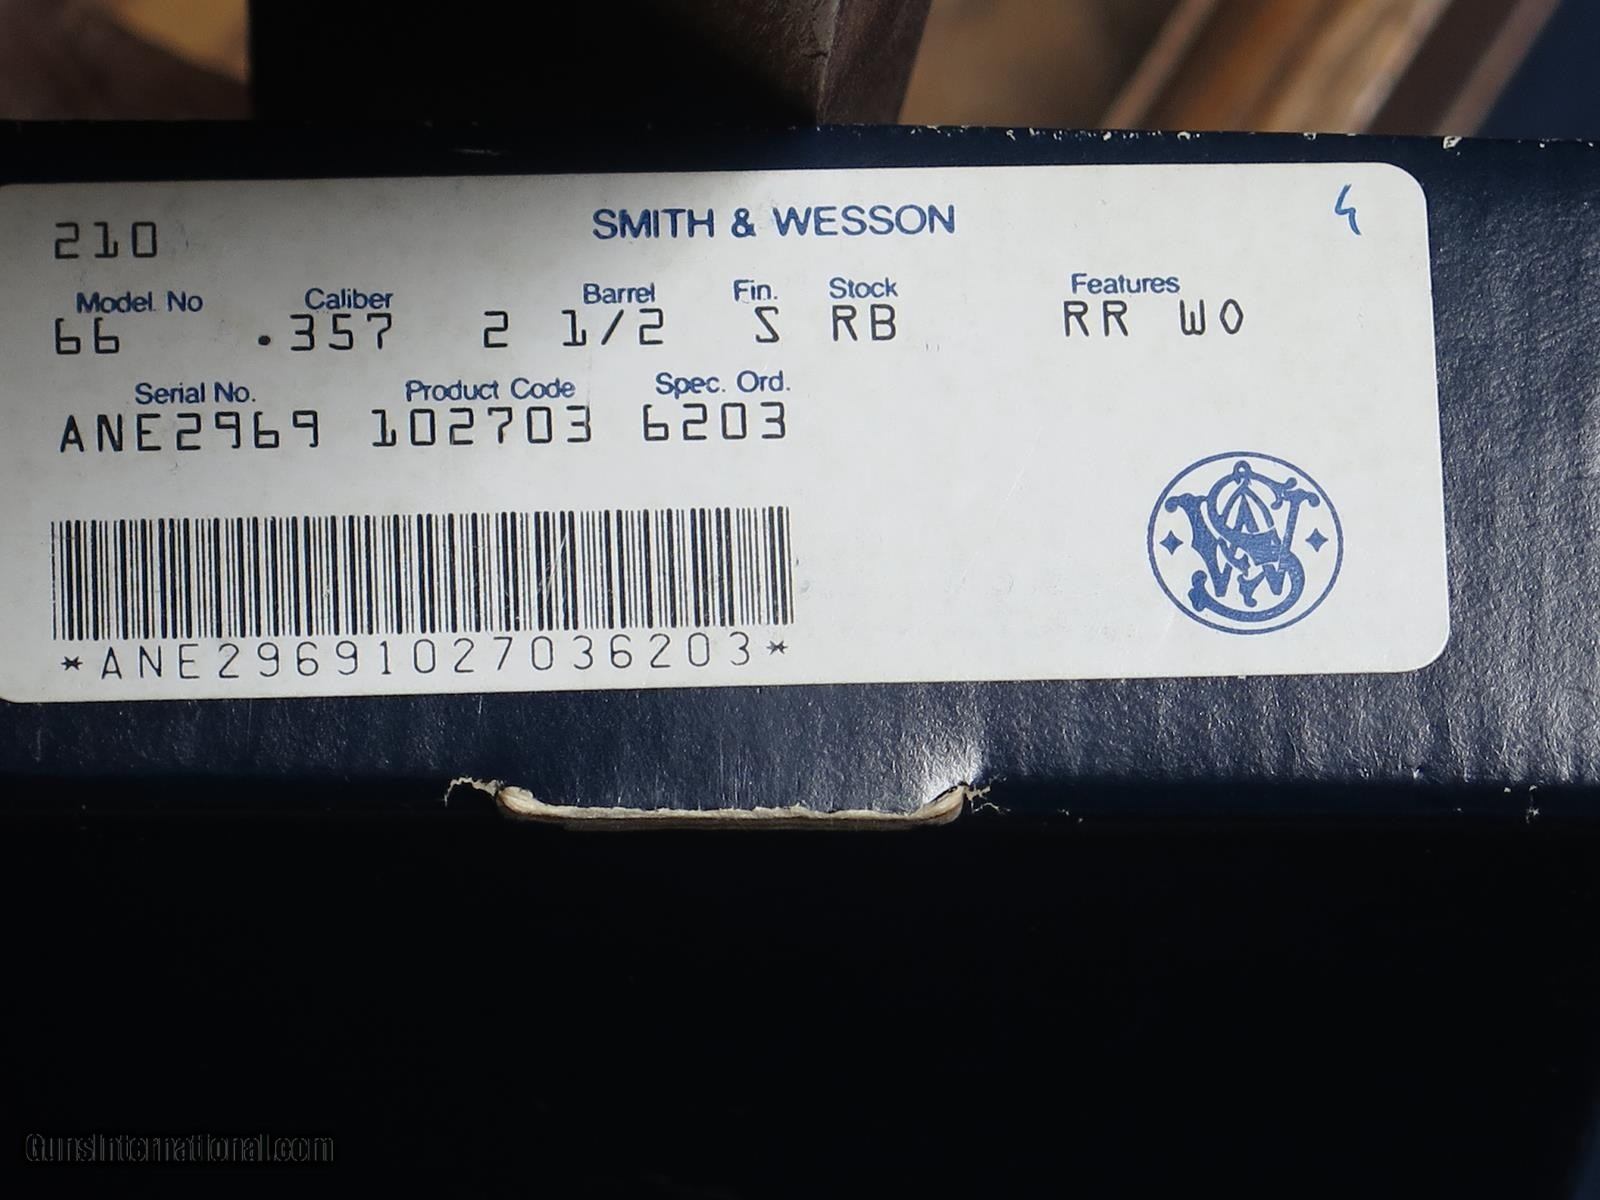 210 SMITH & WESSON 4
Model No Caliber Barrel Fin. Stock Features
66 .357 2 1/2 S RB RR WO
Serial No. Product Code Spec. Ord.
ANE2969 102703 6203
*ANE29691027036203*
GunsInternational.com